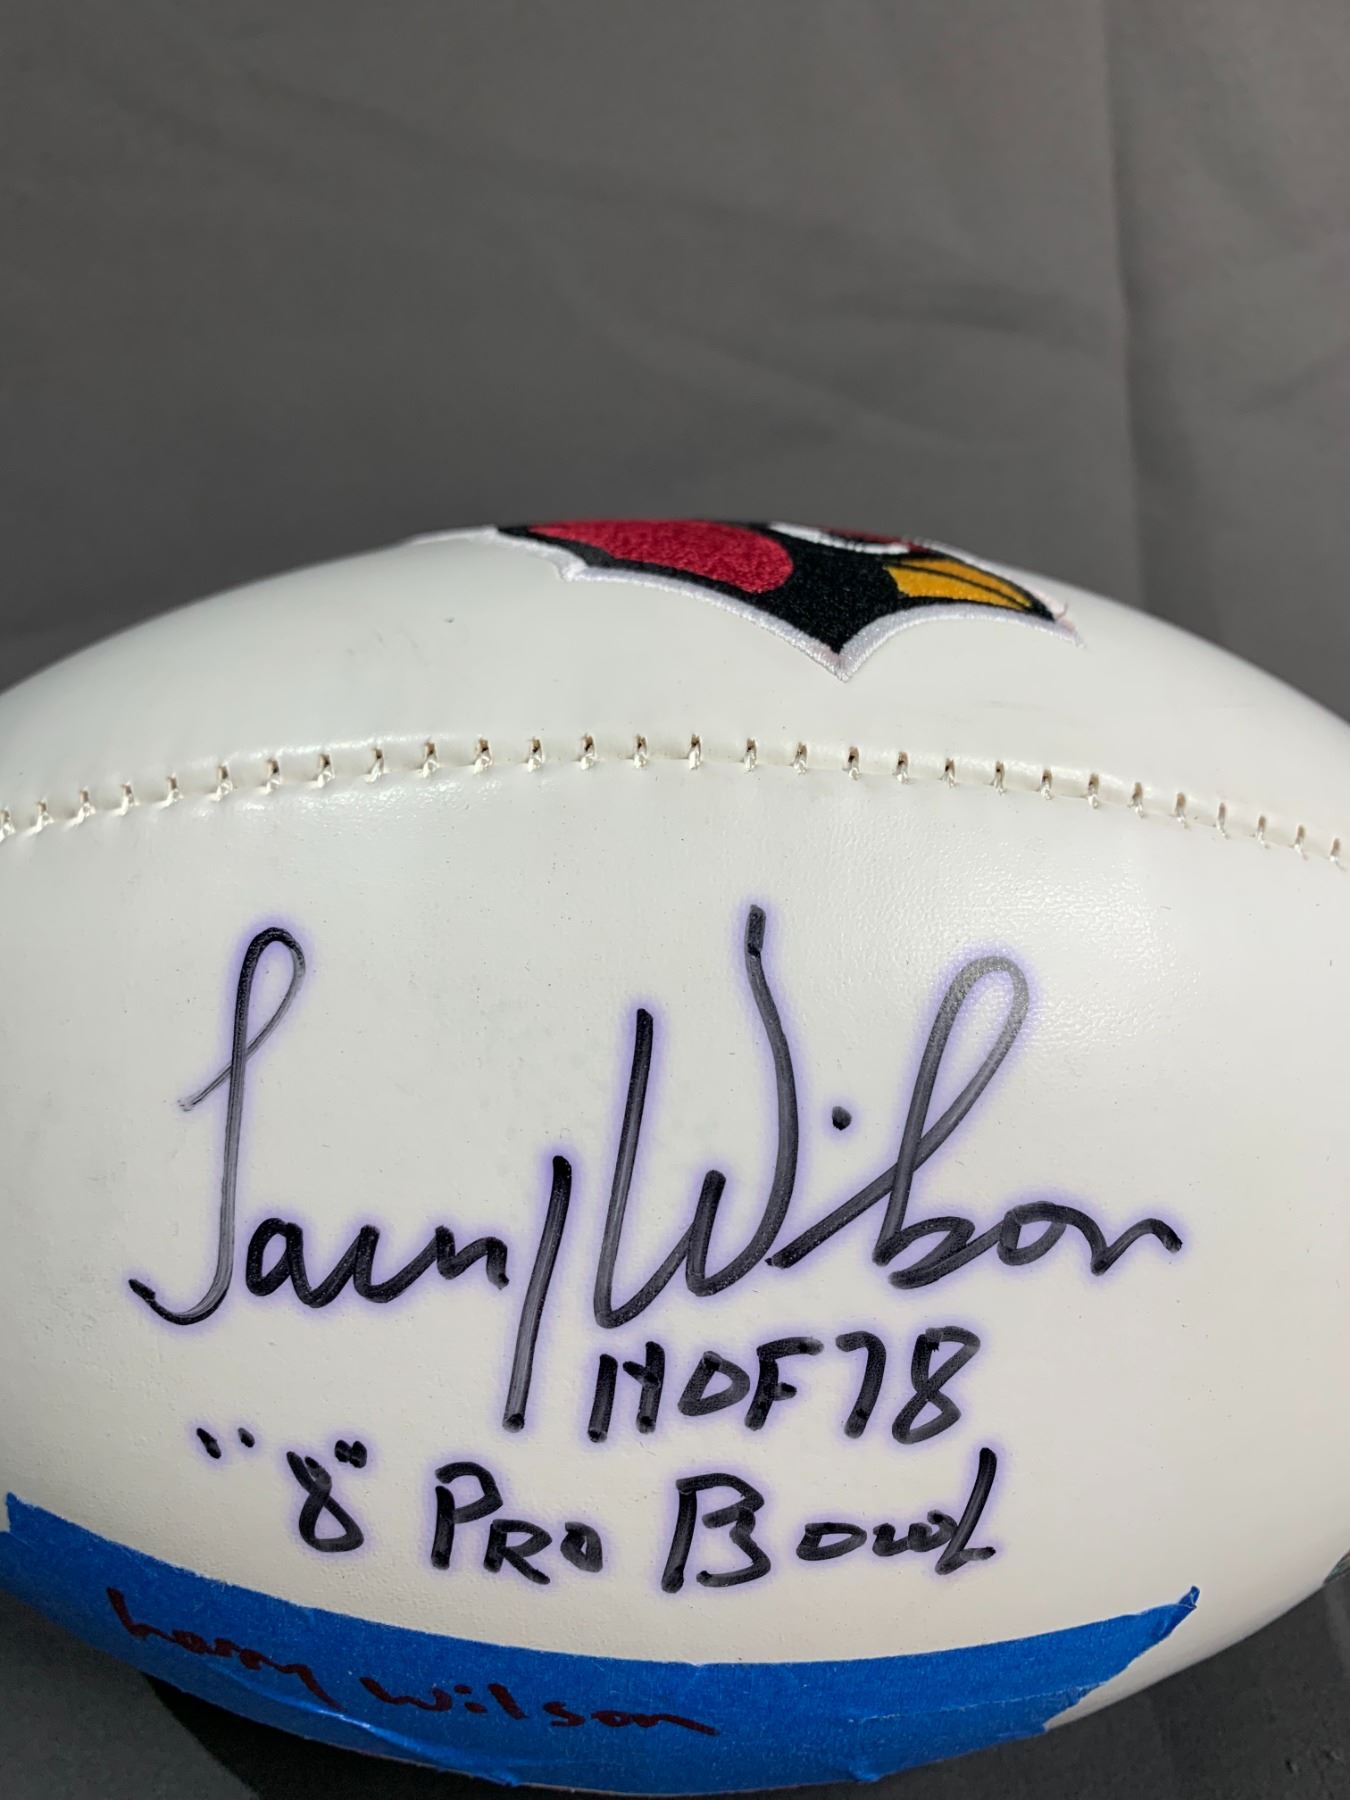 Larry Wilson
HOF 78
"8" PRO BOWL
Larry Wilson